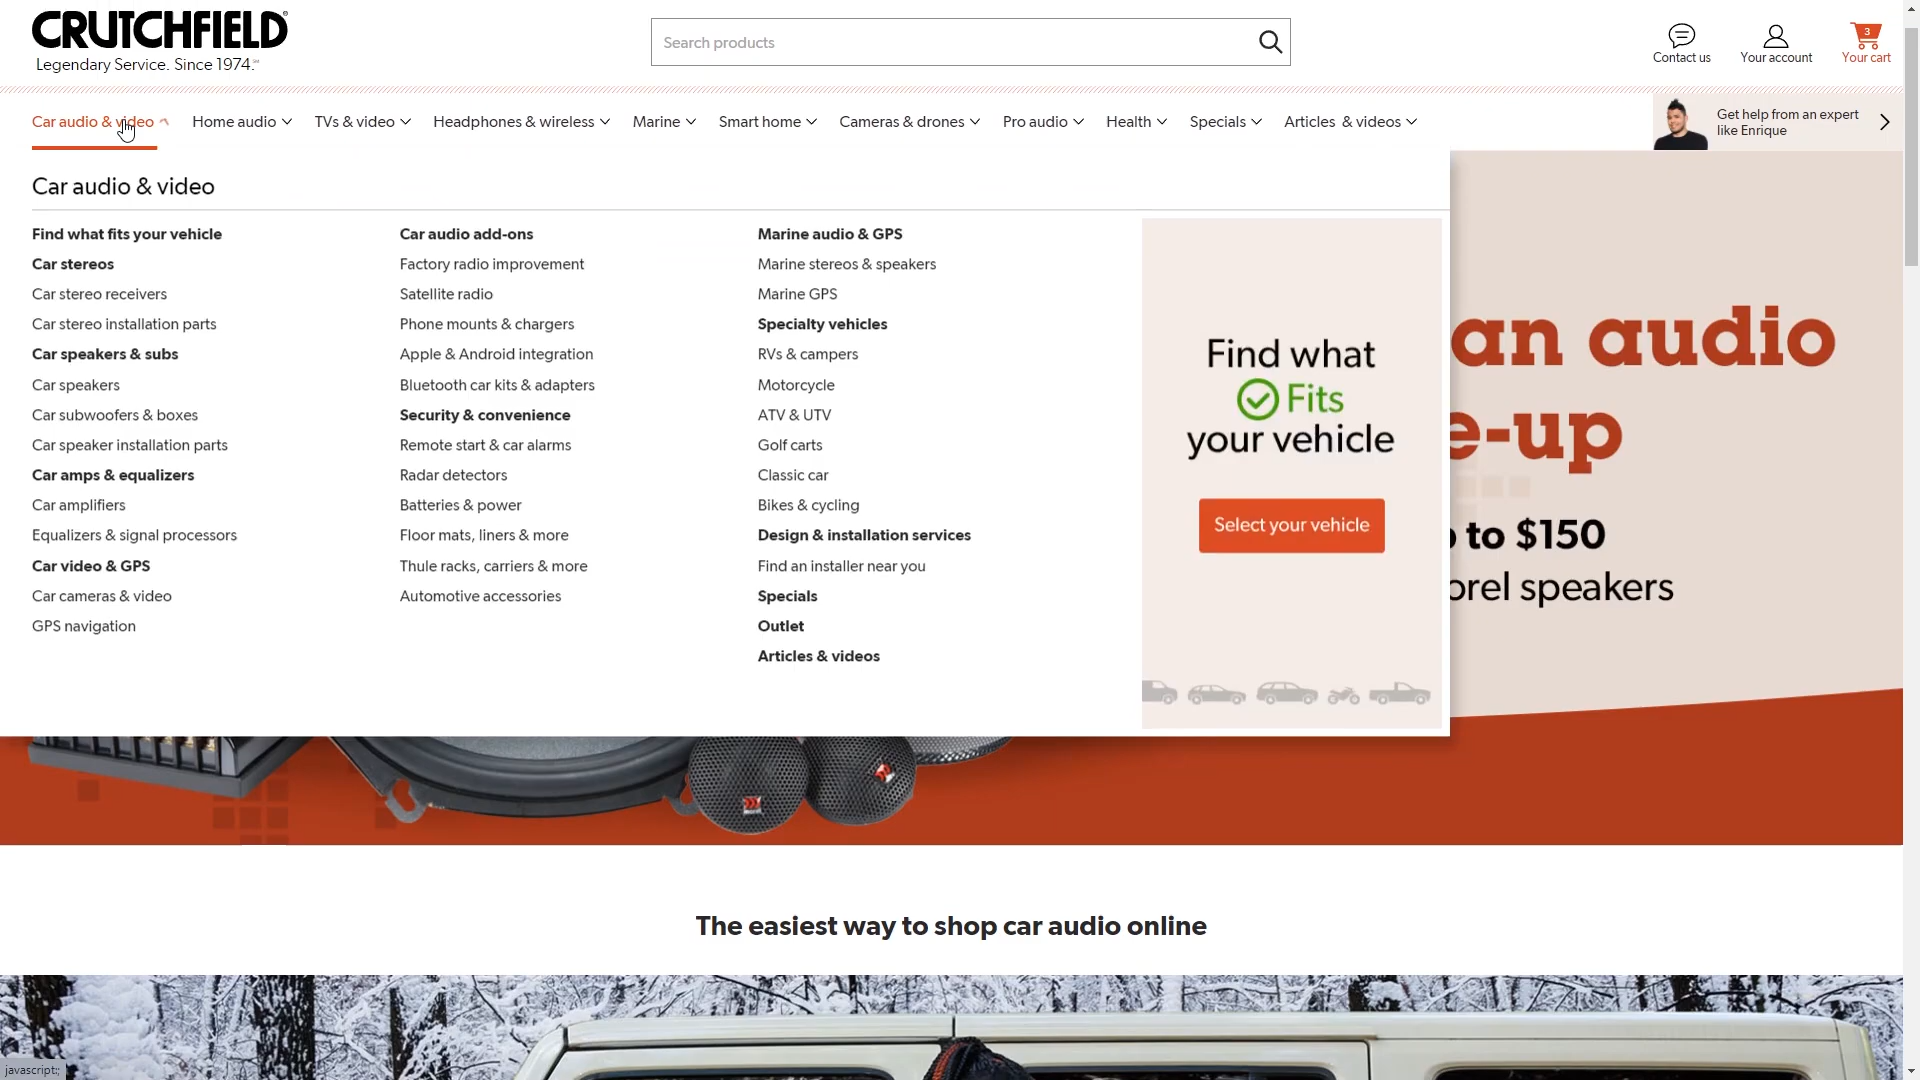 CRUTCHFIELD
Legendary Service. Since 1974.
Search products
Contact us
Your account
3
Your cart
Car audio & video
Home audio
TVs & video
Headphones & wireless
Marine
Smart home
Cameras & drones
Pro audio
Health
Specials
Articles & videos
Get help from an expert
like Enrique
Car audio & video
Find what fits your vehicle
Car stereos
Car stereo receivers
Car stereo installation parts
Car speakers & subs
Car speakers
Car subwoofers & boxes
Car speaker installation parts
Car amps & equalizers
Car amplifiers
Equalizers & signal processors
Car video & GPS
Car cameras & video
GPS navigation
Car audio add-ons
Factory radio improvement
Satellite radio
Phone mounts & chargers
Apple & Android integration
Bluetooth car kits & adapters
Security & convenience
Remote start & car alarms
Radar detectors
Batteries & power
Floor mats, liners & more
Thule racks, carriers & more
Automotive accessories
Marine audio & GPS
Marine stereos & speakers
Marine GPS
Specialty vehicles
RVs & campers
Motorcycle
ATV & UTV
Golf carts
Classic car
Bikes & cycling
Design & installation services
Find an installer near you
Specials
Outlet
Articles & videos
Find what
Fits
your vehicle
Select your vehicle
an audio
e-up
to $150
orel speakers
The easiest way to shop car audio online
javascript:;